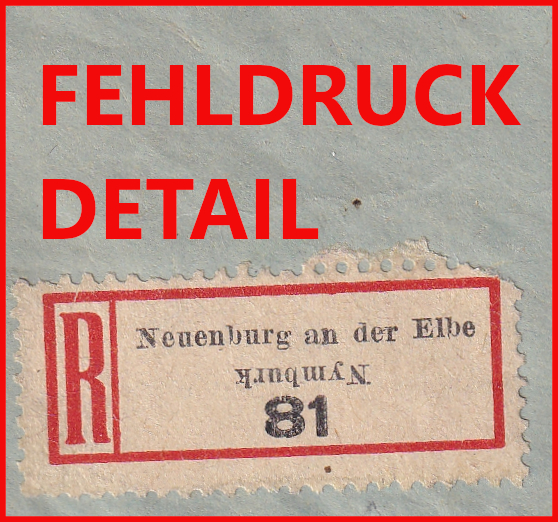 FEHLDRUCK
DETAIL
R
Neuenburg an der Elbe
Nymburk
81